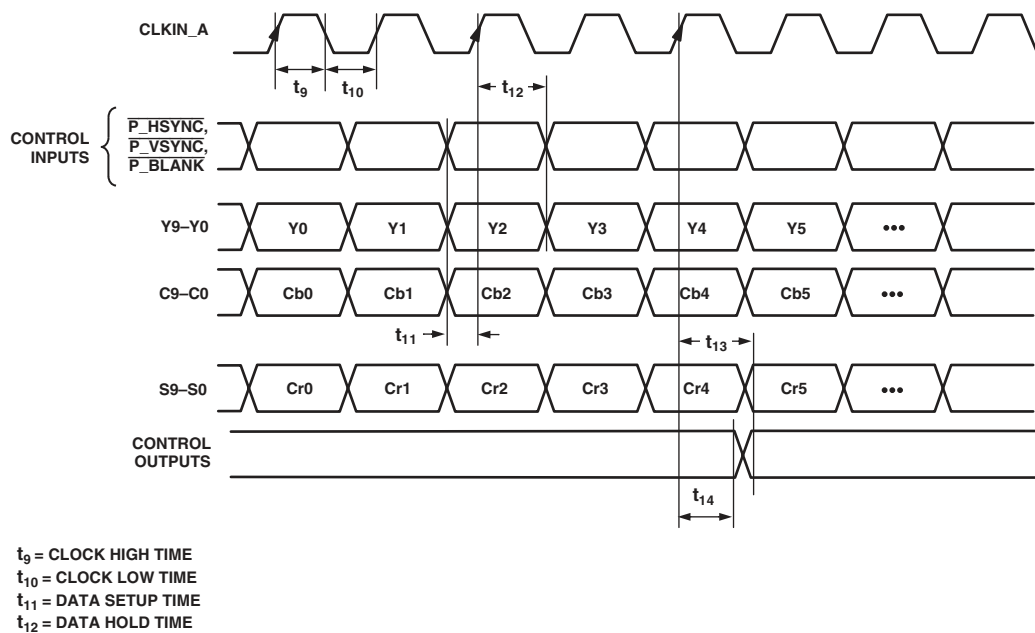 CLKIN_A
t9 t10 t12
CONTROL
INPUTS
P_HSYNC,
P_VSYNC,
P_BLANK
Y9–Y0 Y0 Y1 Y2 Y3 Y4 Y5 •••
C9–C0 Cb0 Cb1 Cb2 Cb3 Cb4 Cb5 •••
t11 t13
S9–S0 Cr0 Cr1 Cr2 Cr3 Cr4 Cr5 •••
CONTROL
OUTPUTS
t14
t9 = CLOCK HIGH TIME
t10 = CLOCK LOW TIME
t11 = DATA SETUP TIME
t12 = DATA HOLD TIME